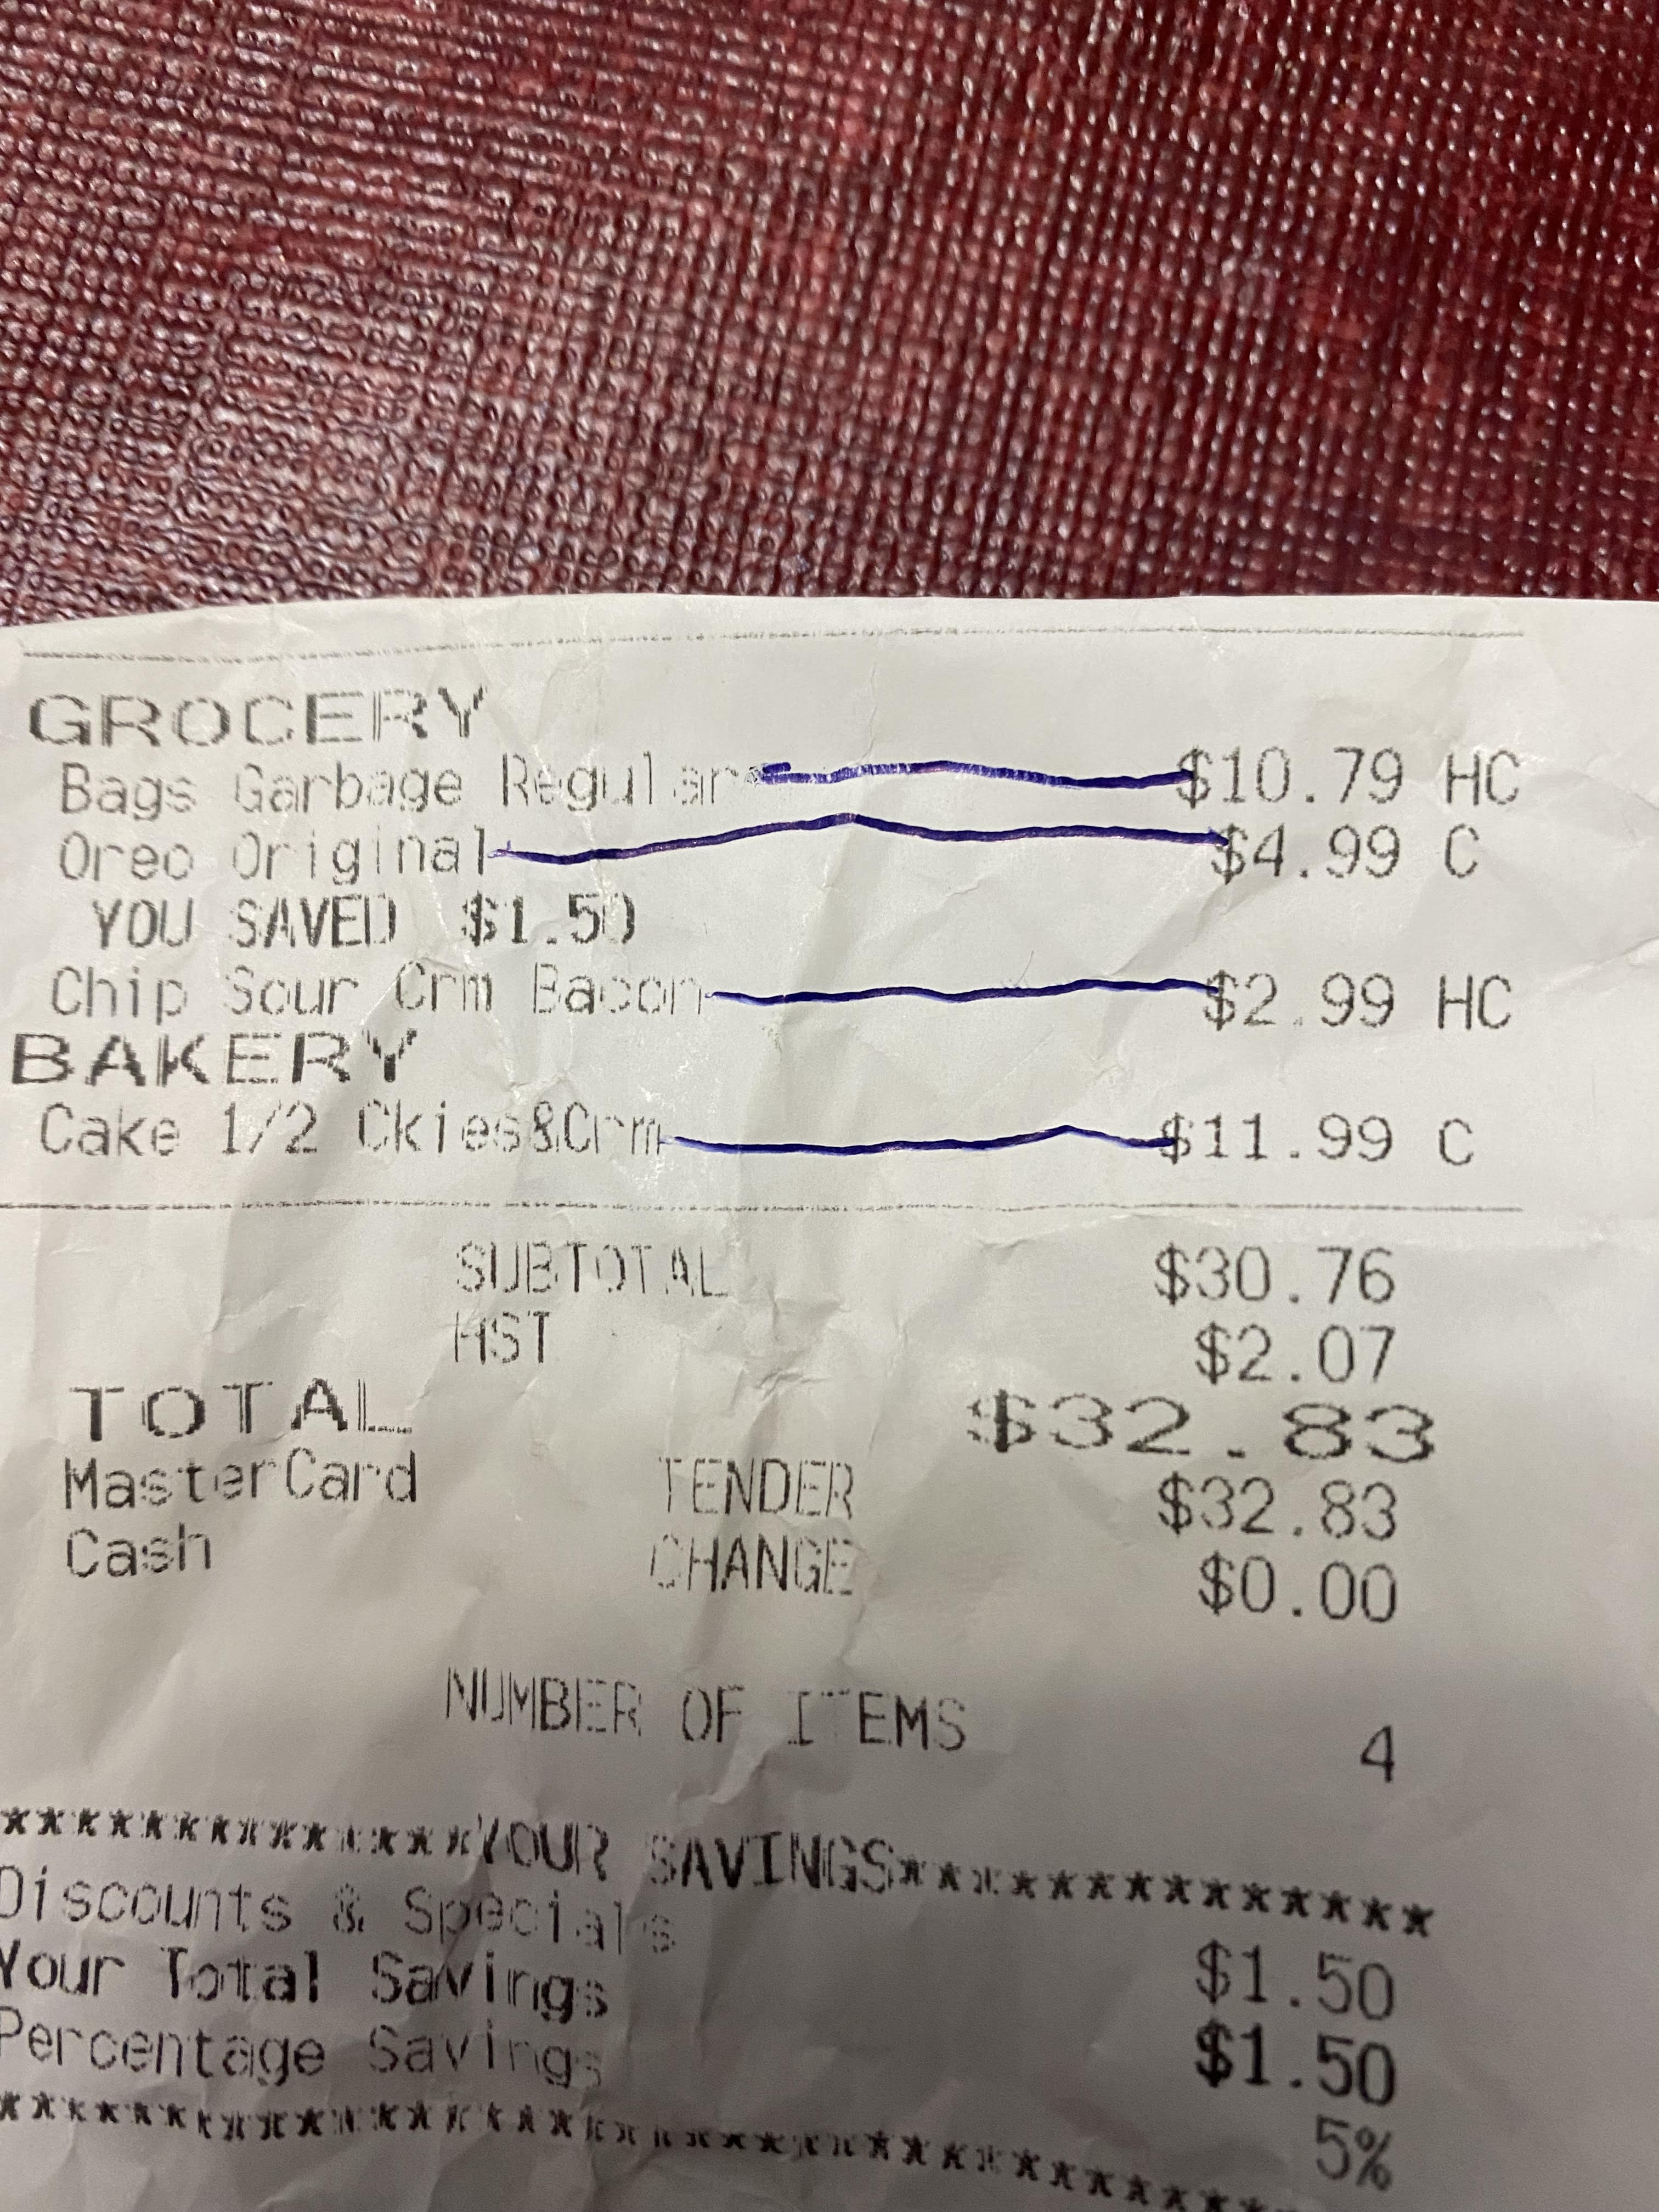 GROCERY
Bags Garbage Regular $10.79 HC
Oreo Original $4.99 C
YOU SAVED $1.50
Chip Sour Crm Bacon $2.99 HC
BAKERY
Cake 1/2 Ckies&Crm $11.99 C
SUBTOTAL $30.76
HST $2.07
TOTAL $32.83
MasterCard TENDER $32.83
Cash CHANGE $0.00
NUMBER OF ITEMS 4
**************YOUR SAVINGS***************
Discounts & Specials $1.50
Your Total Savings $1.50
Percentage Savings 5%
****************************************